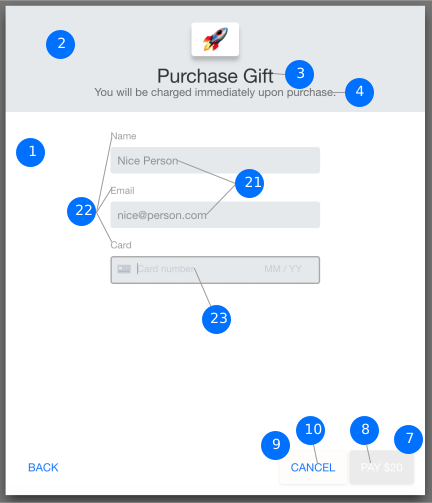 2
Purchase Gift
3
You will be charged immediately upon purchase.
4
1
Name
Nice Person
21
Email
22
nice@person.com
Card
Card number MM / YY
23
10
8
9
7
BACK
CANCEL
PAY $20